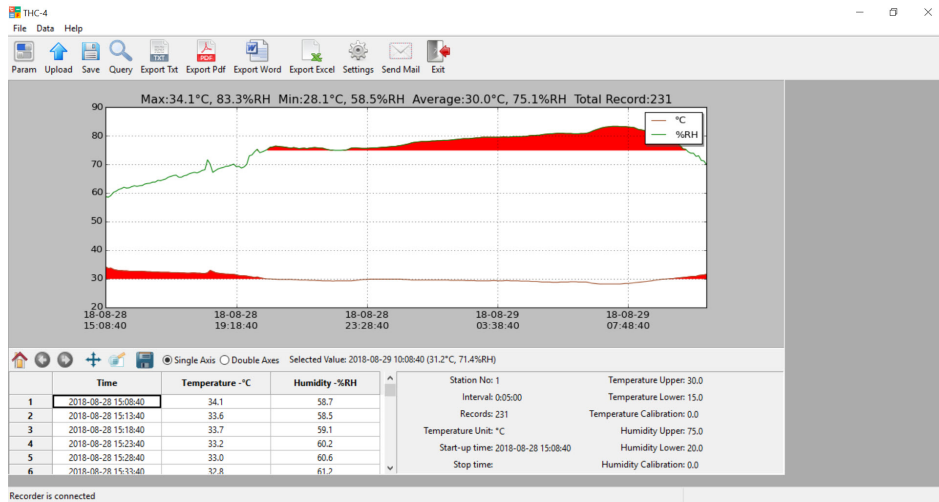 THC-4
File Data Help
Param Upload Save Query Export Txt Export Pdf Export Word Export Excel Settings Send Mail Exit
Max:34.1°C, 83.3%RH Min:28.1°C, 58.5%RH Average:30.0°C, 75.1%RH Total Record:231
°C
%RH
90
80
70
60
50
40
30
20
18-08-28 18-08-28 18-08-28 18-08-29 18-08-29
15:08:40 19:18:40 23:28:40 03:38:40 07:48:40
Single Axis Double Axes Selected Value: 2018-08-29 10:08:40 (31.2°C, 71.4%RH)
Time Temperature -°C Humidity -%RH
1 2018-08-28 15:08:40 34.1 58.7
2 2018-08-28 15:13:40 33.6 58.5
3 2018-08-28 15:18:40 33.7 59.1
4 2018-08-28 15:23:40 33.2 60.2
5 2018-08-28 15:28:40 33.0 60.6
6 2018-08-28 15:33:40 32.8 61.2
Station No: 1 Temperature Upper: 30.0
Interval: 0:05:00 Temperature Lower: 15.0
Records: 231 Temperature Calibration: 0.0
Temperature Unit: °C Humidity Upper: 75.0
Start-up time: 2018-08-28 15:08:40 Humidity Lower: 20.0
Stop time: Humidity Calibration: 0.0
Recorder is connected